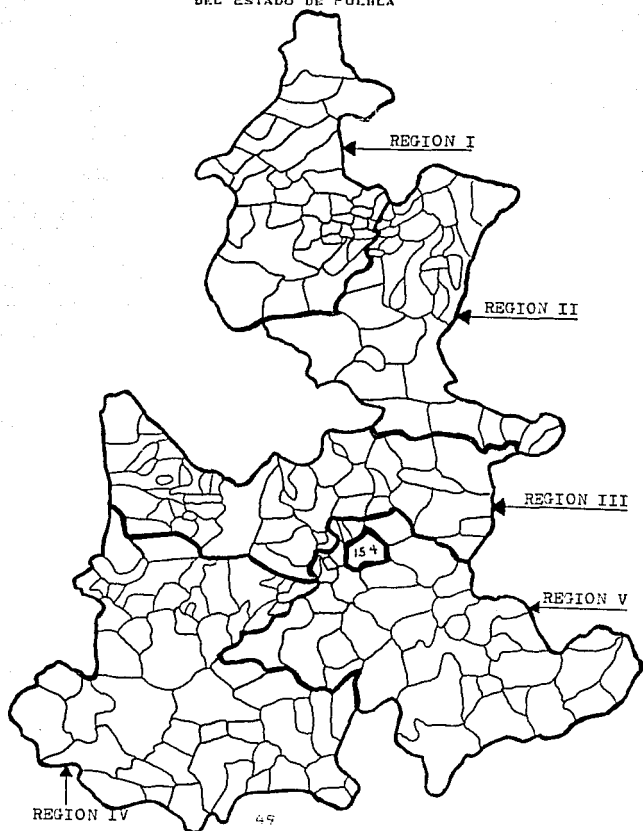 DEL ESTADO DE PUEBLA
REGION I
REGION II
REGION III
154
REGION V
REGION IV
49